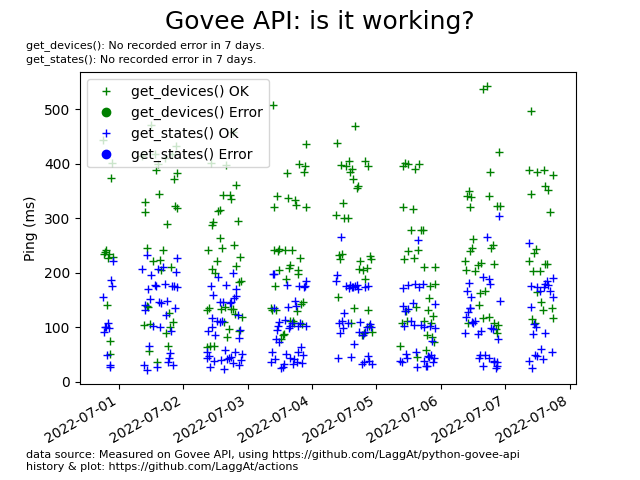 Govee API: is it working?
get_devices(): No recorded error in 7 days.
get_states(): No recorded error in 7 days.
get_devices() OK
get_devices() Error
get_states() OK
get_states() Error
Ping (ms)
500
400
300
200
100
0
2022-07-01
2022-07-02
2022-07-03
2022-07-04
2022-07-05
2022-07-06
2022-07-07
2022-07-08
data source: Measured on Govee API, using https://github.com/LaggAt/python-govee-api
history & plot: https://github.com/LaggAt/actions